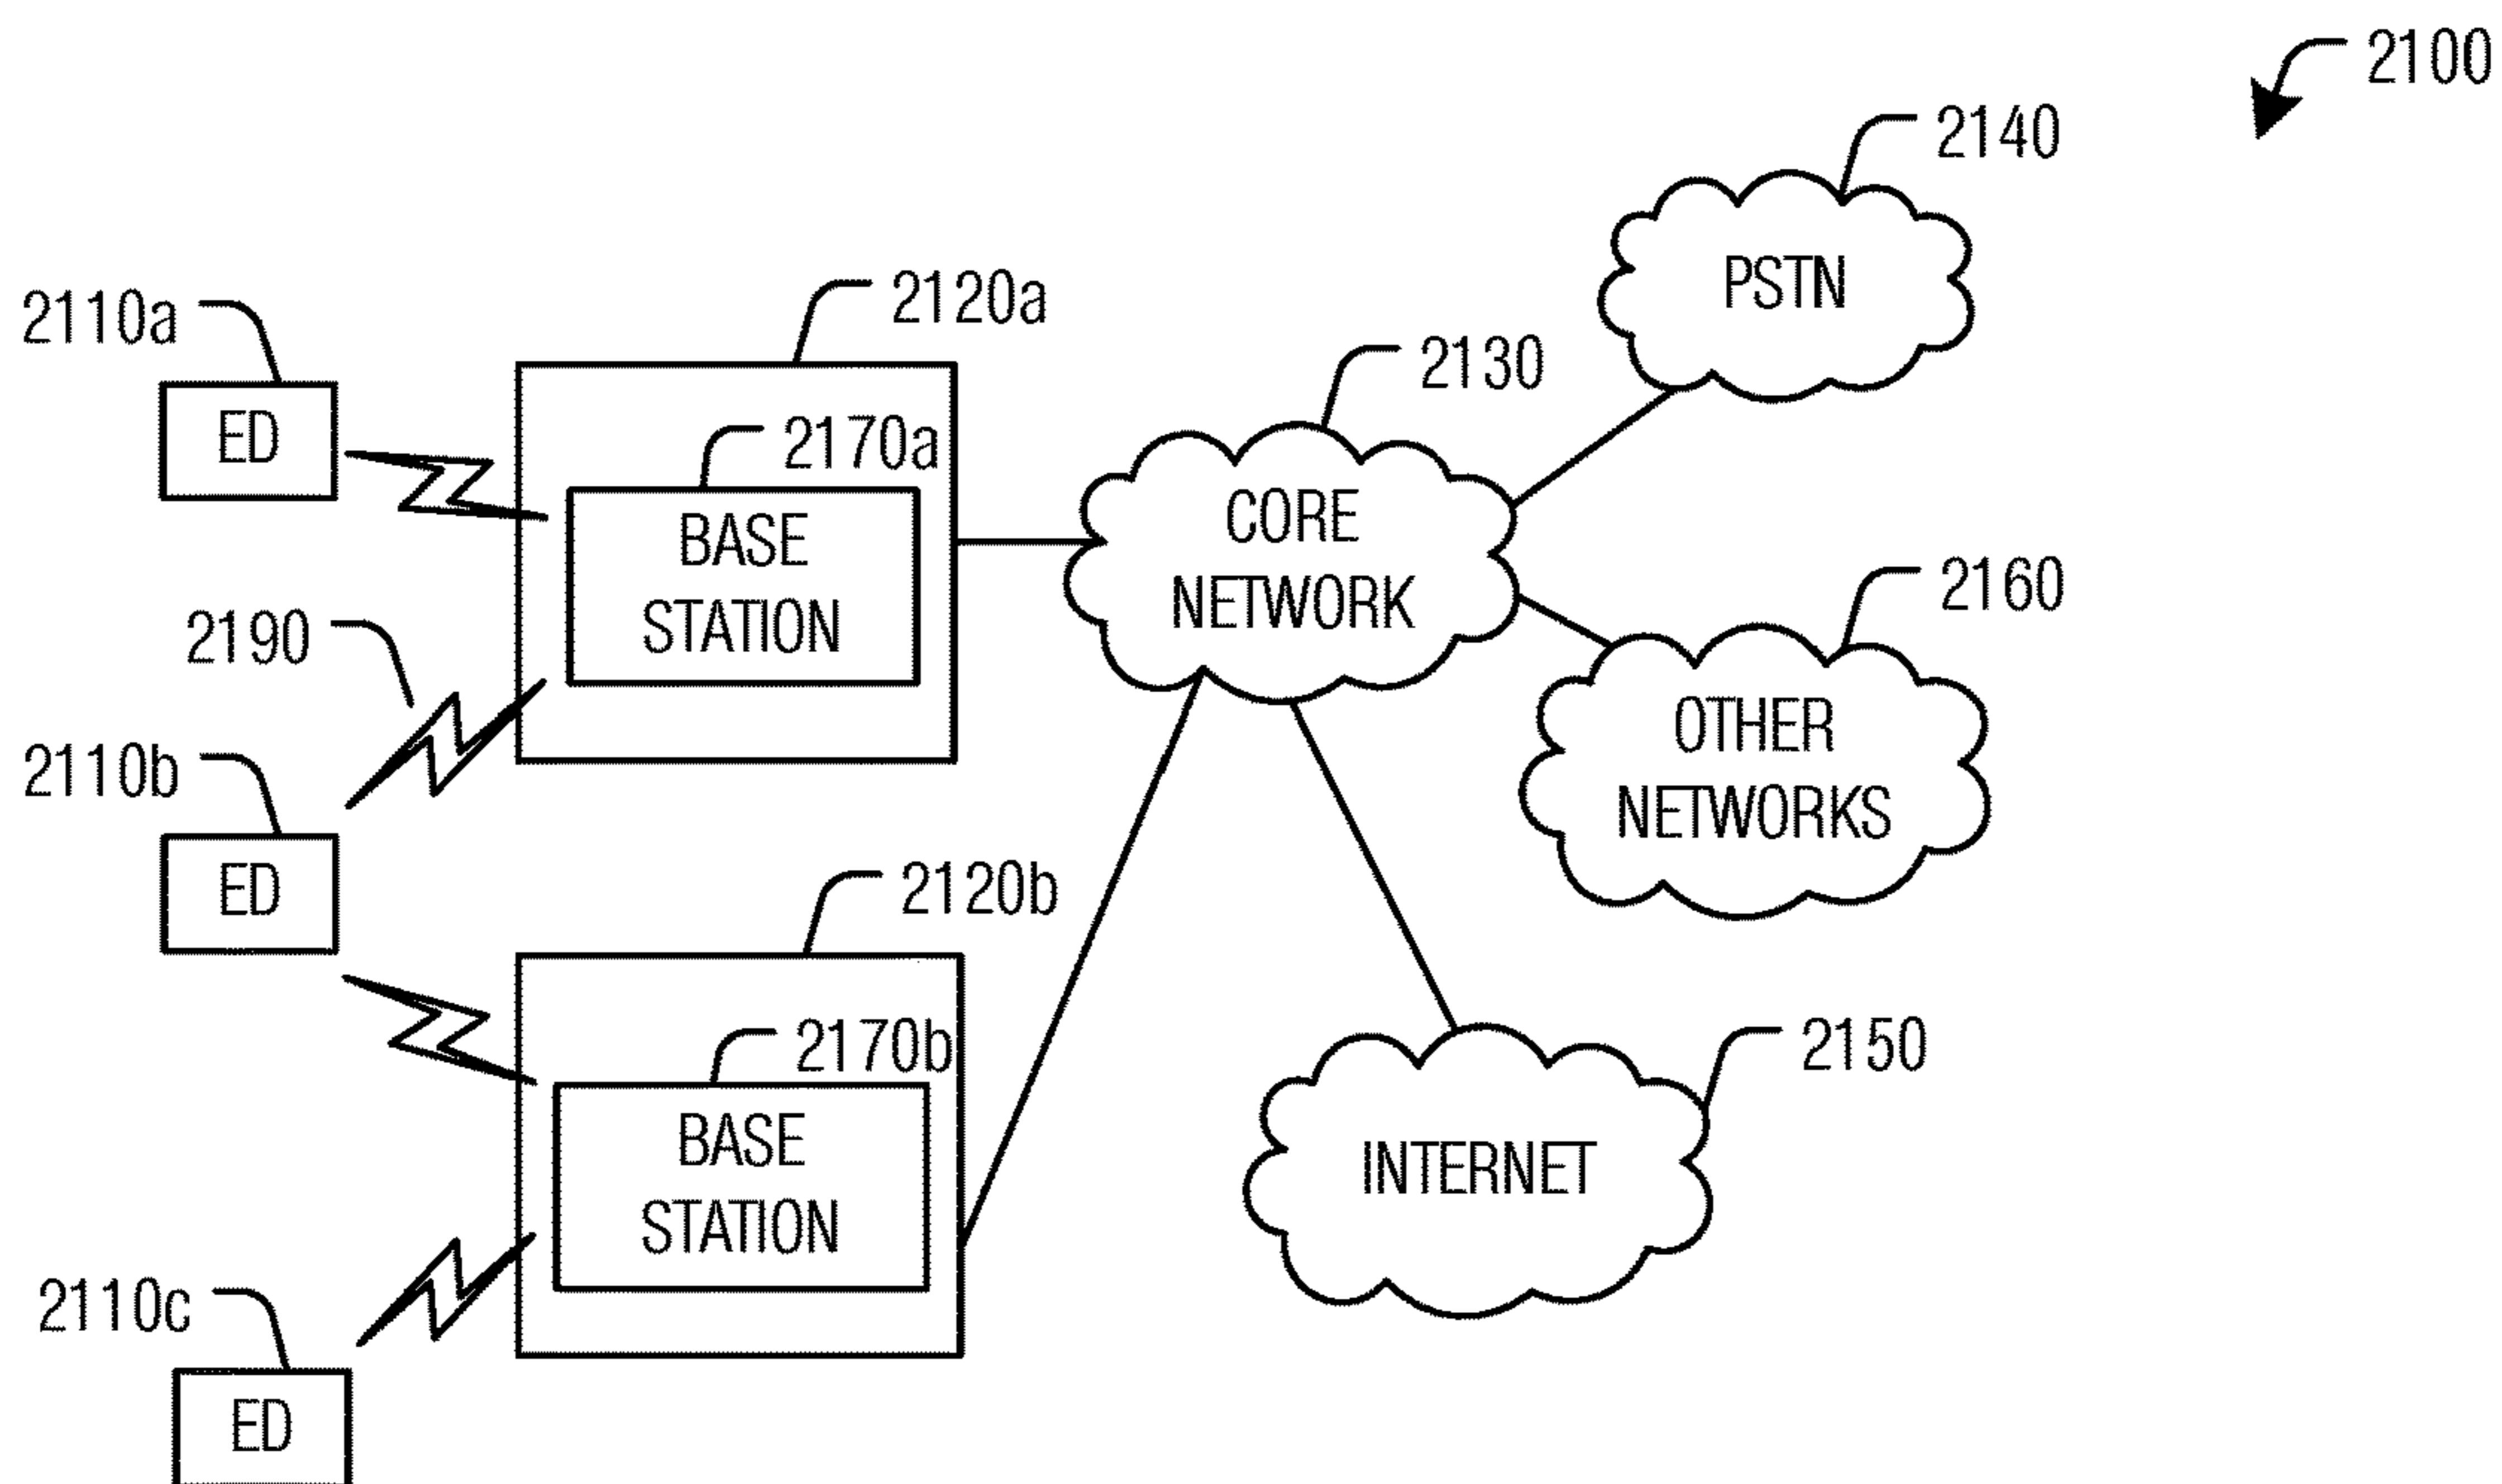 2100
2140
PSTN
2110a
ED
2120a
2170a
BASE
STATION
2130
CORE
NETWORK
2160
OTHER
NETWORKS
2190
2110b
ED
2120b
2170b
BASE
STATION
2150
INTERNET
2110c
ED